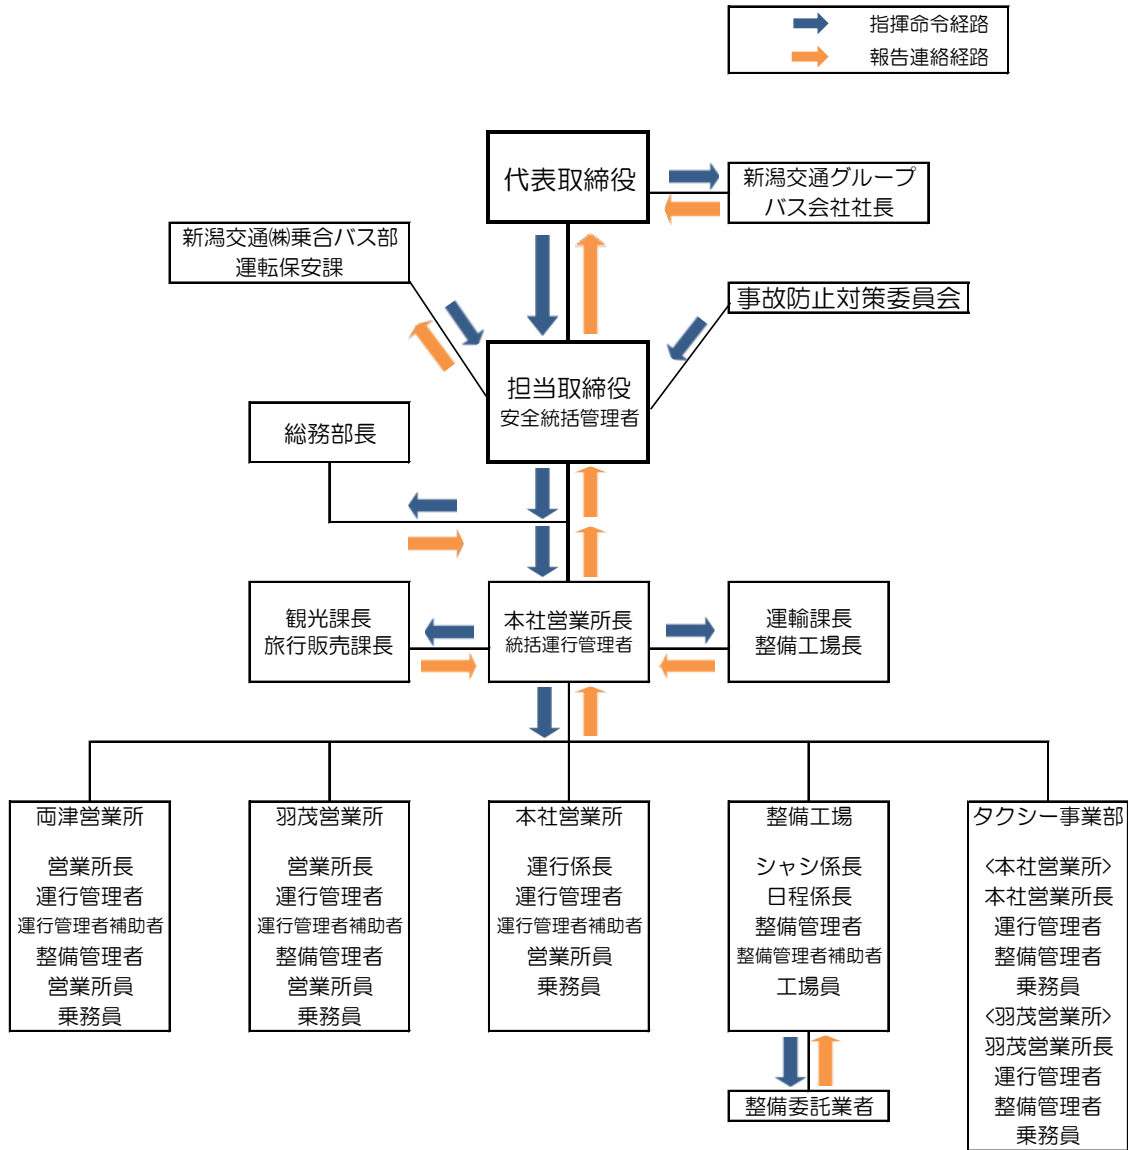 指揮命令経路
報告連絡経路
代表取締役
新潟交通グループ
バス会社社長
新潟交通㈱乗合バス部
運転保安課
事故防止対策委員会
担当取締役
安全統括管理者
総務部長
観光課長
旅行販売課長
本社営業所長
統括運行管理者
運輸課長
整備工場長
両津営業所
営業所長
運行管理者
運行管理者補助者
整備管理者
営業所員
乗務員
羽茂営業所
営業所長
運行管理者
運行管理者補助者
整備管理者
営業所員
乗務員
本社営業所
運行係長
運行管理者
運行管理者補助者
営業所員
乗務員
整備工場
シャシ係長
日程係長
整備管理者
整備管理者補助者
工場員
整備委託業者
タクシー事業部
<本社営業所>
本社営業所長
運行管理者
整備管理者
乗務員
<羽茂営業所>
羽茂営業所長
運行管理者
整備管理者
乗務員